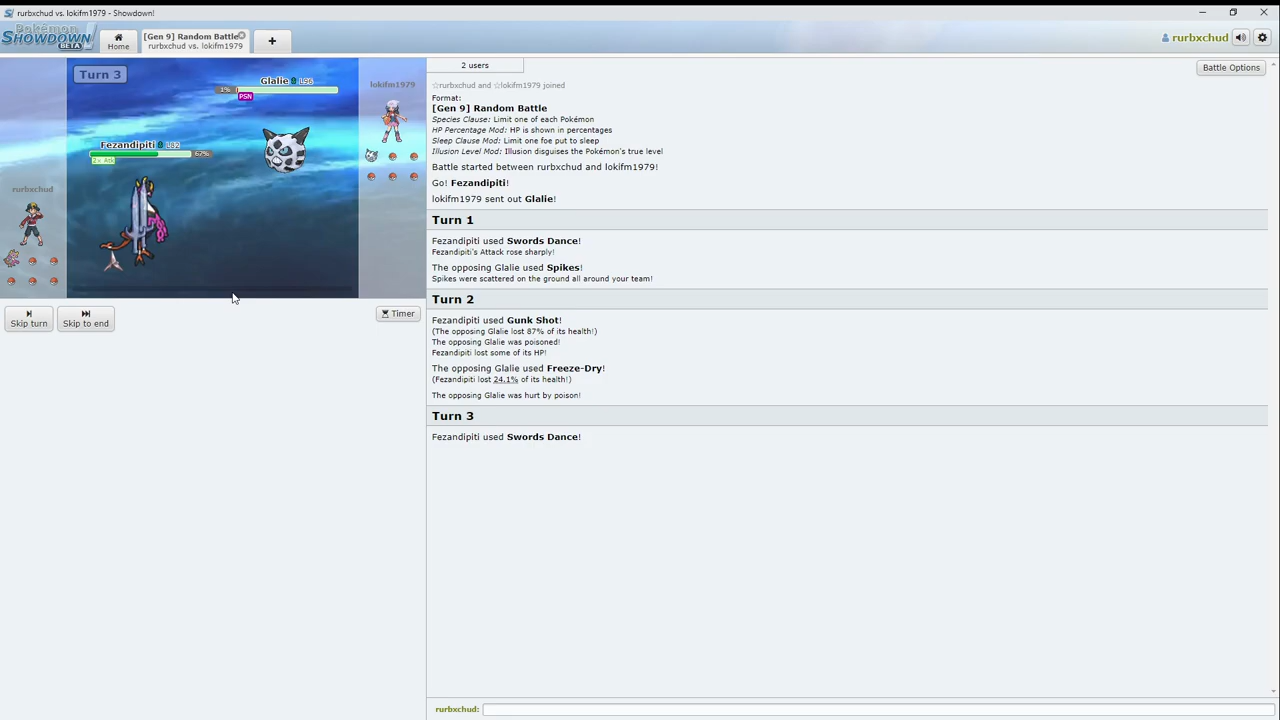 rurbxchud vs. lokifm1979 - Showdown!
Pokémon
SHOWDOWN
BETA
Home
[Gen 9] Random Battle
rurbxchud vs. lokifm1979
+
rurbxchud
2 users
Battle Options
Turn 3
Glalie L96
1%
PSN
lokifm1979
Fezandipiti L82
67%
2× Atk
rurbxchud
Skip turn
Skip to end
Timer
☆rurbxchud and ☆lokifm1979 joined
Format:
[Gen 9] Random Battle
Species Clause: Limit one of each Pokémon
HP Percentage Mod: HP is shown in percentages
Sleep Clause Mod: Limit one foe put to sleep
Illusion Level Mod: Illusion disguises the Pokémon's true level
Battle started between rurbxchud and lokifm1979!
Go! Fezandipiti!
lokifm1979 sent out Glalie!
Turn 1
Fezandipiti used Swords Dance!
Fezandipiti's Attack rose sharply!
The opposing Glalie used Spikes!
Spikes were scattered on the ground all around your team!
Turn 2
Fezandipiti used Gunk Shot!
(The opposing Glalie lost 87% of its health!)
The opposing Glalie was poisoned!
Fezandipiti lost some of its HP!
The opposing Glalie used Freeze-Dry!
(Fezandipiti lost 24.1% of its health!)
The opposing Glalie was hurt by poison!
Turn 3
Fezandipiti used Swords Dance!
rurbxchud: